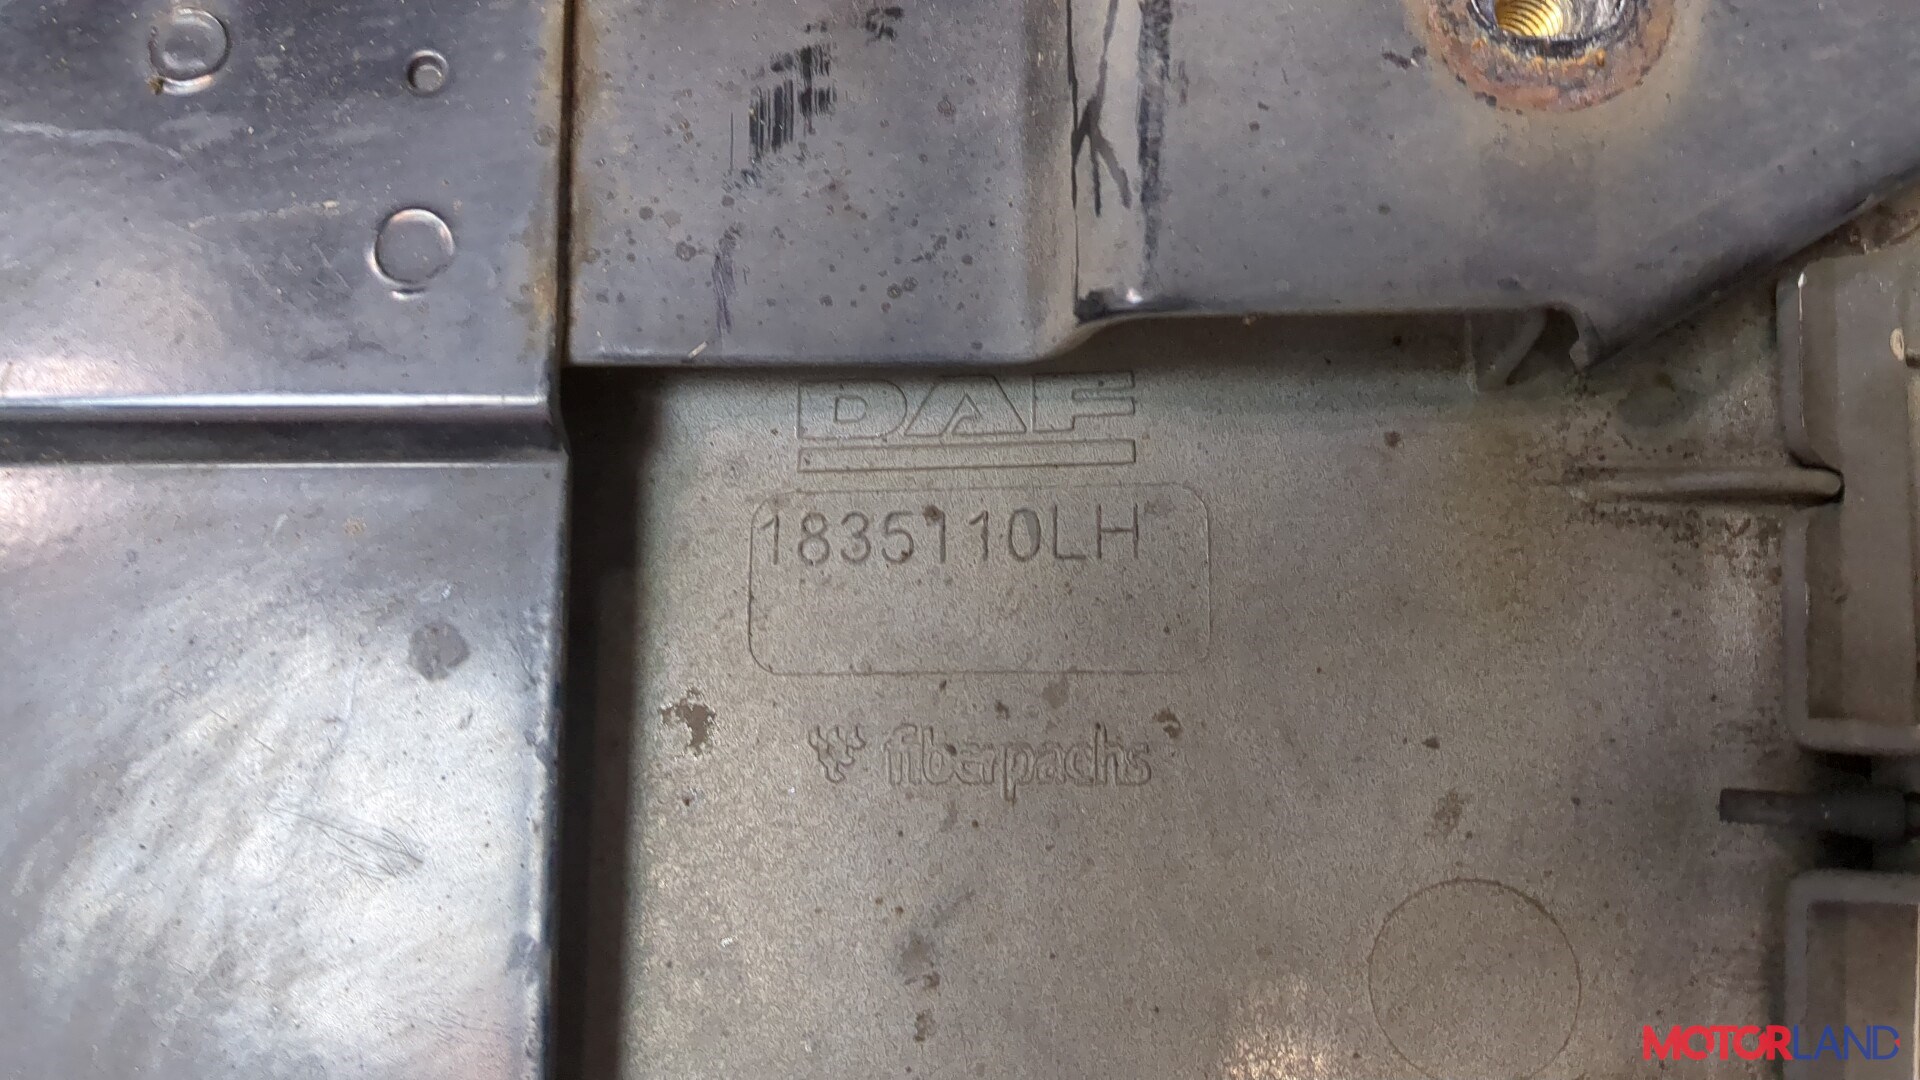 DAF
1835110LH
fiberpachs
MOTORLAND